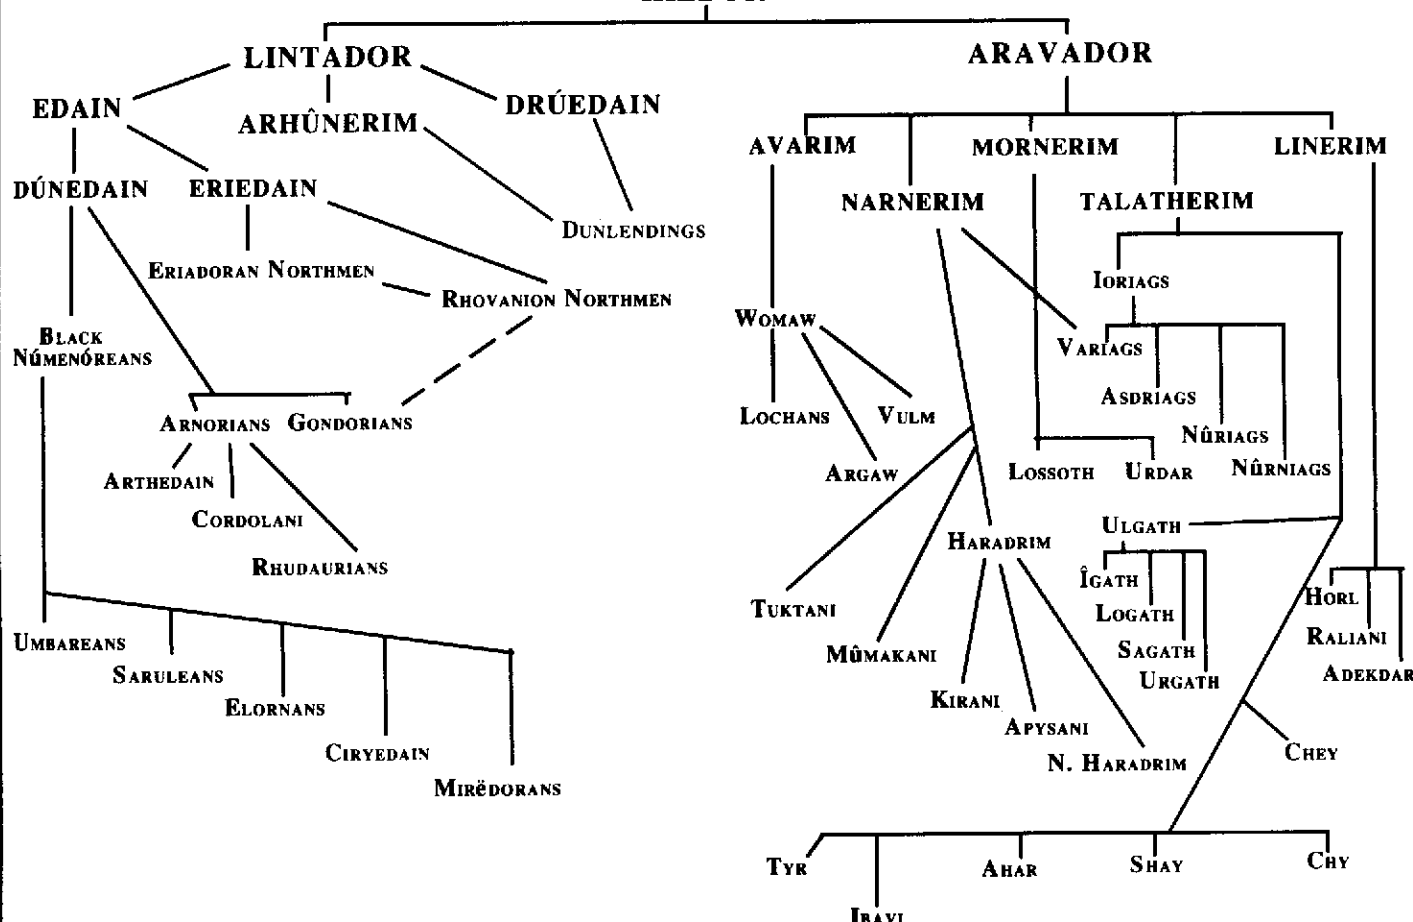 LINTADOR
ARAVADOR
EDAIN
ARHÛNERIM
DRÚEDAIN
AVARIM
MORNERIM
LINERIM
DÚNEDAIN
ERIEDAIN
NARNERIM
TALATHERIM
DUNLENDINGS
ERIADORAN NORTHMEN
RHOVANION NORTHMEN
IORIAGS
BLACK
NÚMENÓREANS
WOMAW
VARIAGS
ASDRIAGS
ARNORIANS
GONDORIANS
LOCHANS
VULM
NÛRIAGS
NÛRNIAGS
ARTHEDAIN
ARGAW
LOSSOTH
URDAR
CORDOLANI
ULGATH
HARADRIM
RHUDAURIANS
ÎGATH
HORL
TUKTANI
LOGATH
RALIANI
UMBAREANS
MÛMAKANI
SAGATH
ADEKDAR
SARULEANS
URGATH
ELORNANS
KIRANI
APYSANI
CIRYEDAIN
N. HARADRIM
CHEY
MIRËDORANS
TYR
AHAR
SHAY
CHY